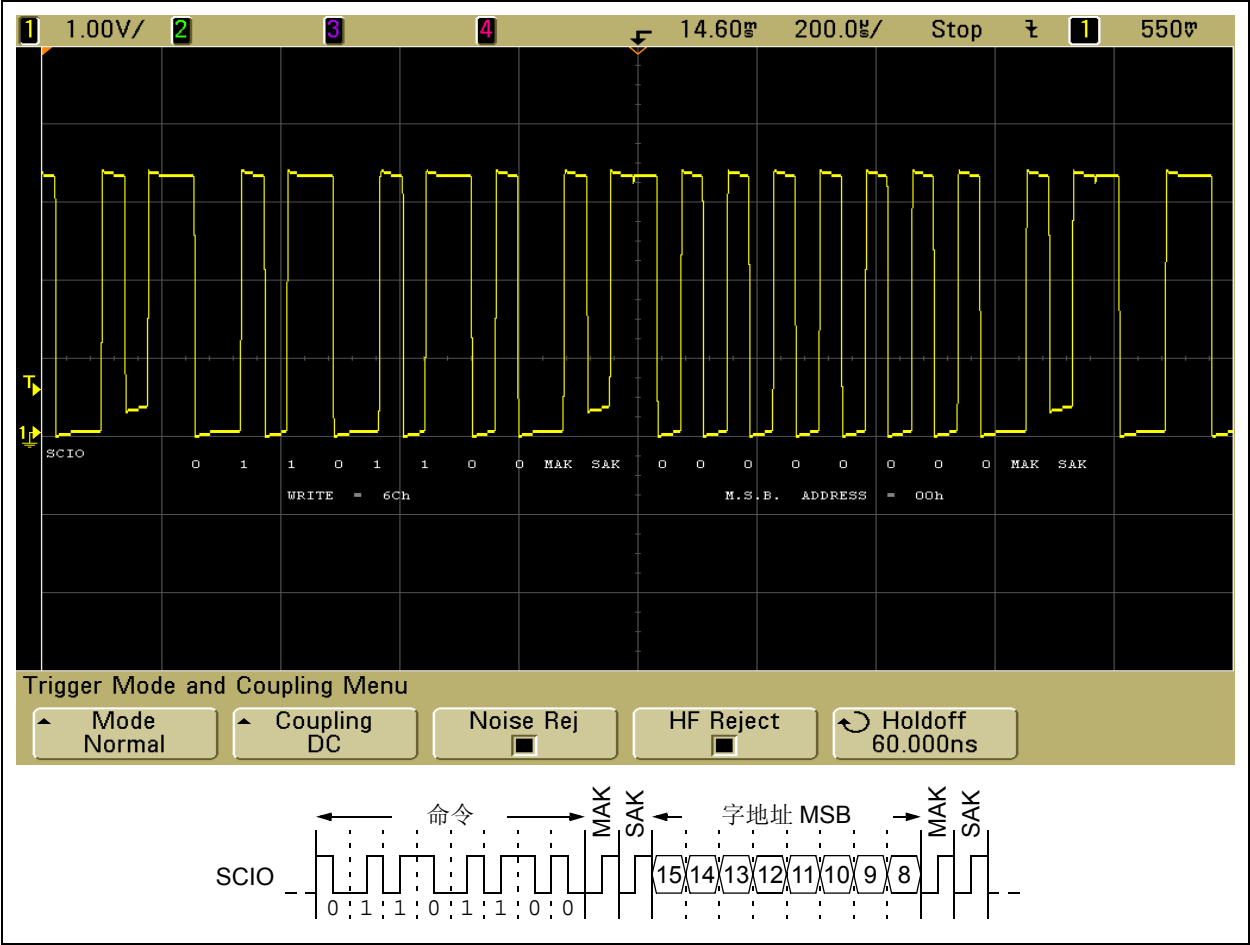 1 1.00V/ 2 3 4 14.60ms 200.0µs/ Stop 1 550mV
T
1
SCIO
0 1 1 0 1 1 0 0 MAK SAK 0 0 0 0 0 0 0 0 MAK SAK
WRITE = 6Ch M.S.B. ADDRESS = 00h
Trigger Mode and Coupling Menu
Mode Normal
Coupling DC
Noise Rej
HF Reject
Holdoff 60.000ns
命令 MAK SAK 字地址 MSB MAK SAK
SCIO 15 14 13 12 11 10 9 8
0 1 1 0 1 1 0 0